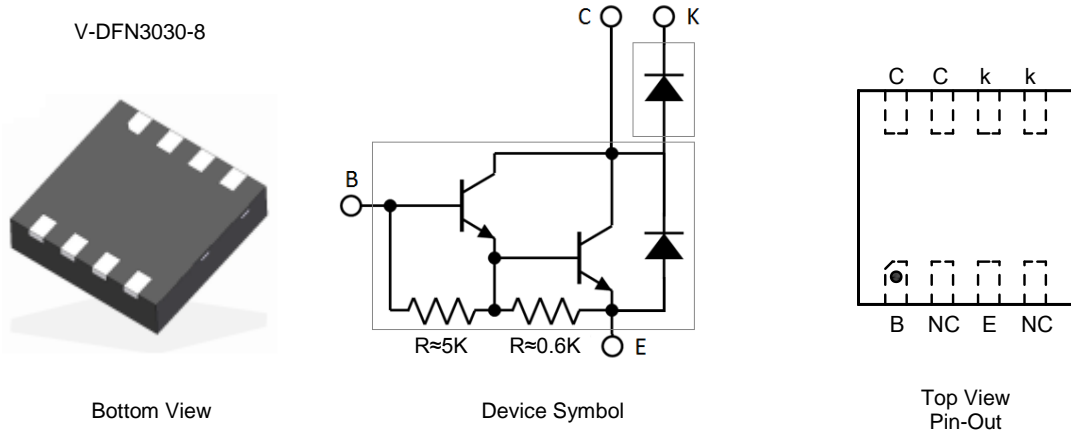 V-DFN3030-8
C K
B
R≈5K R≈0.6K
E
Bottom View
Device Symbol
C C k k
B NC E NC
Top View
Pin-Out